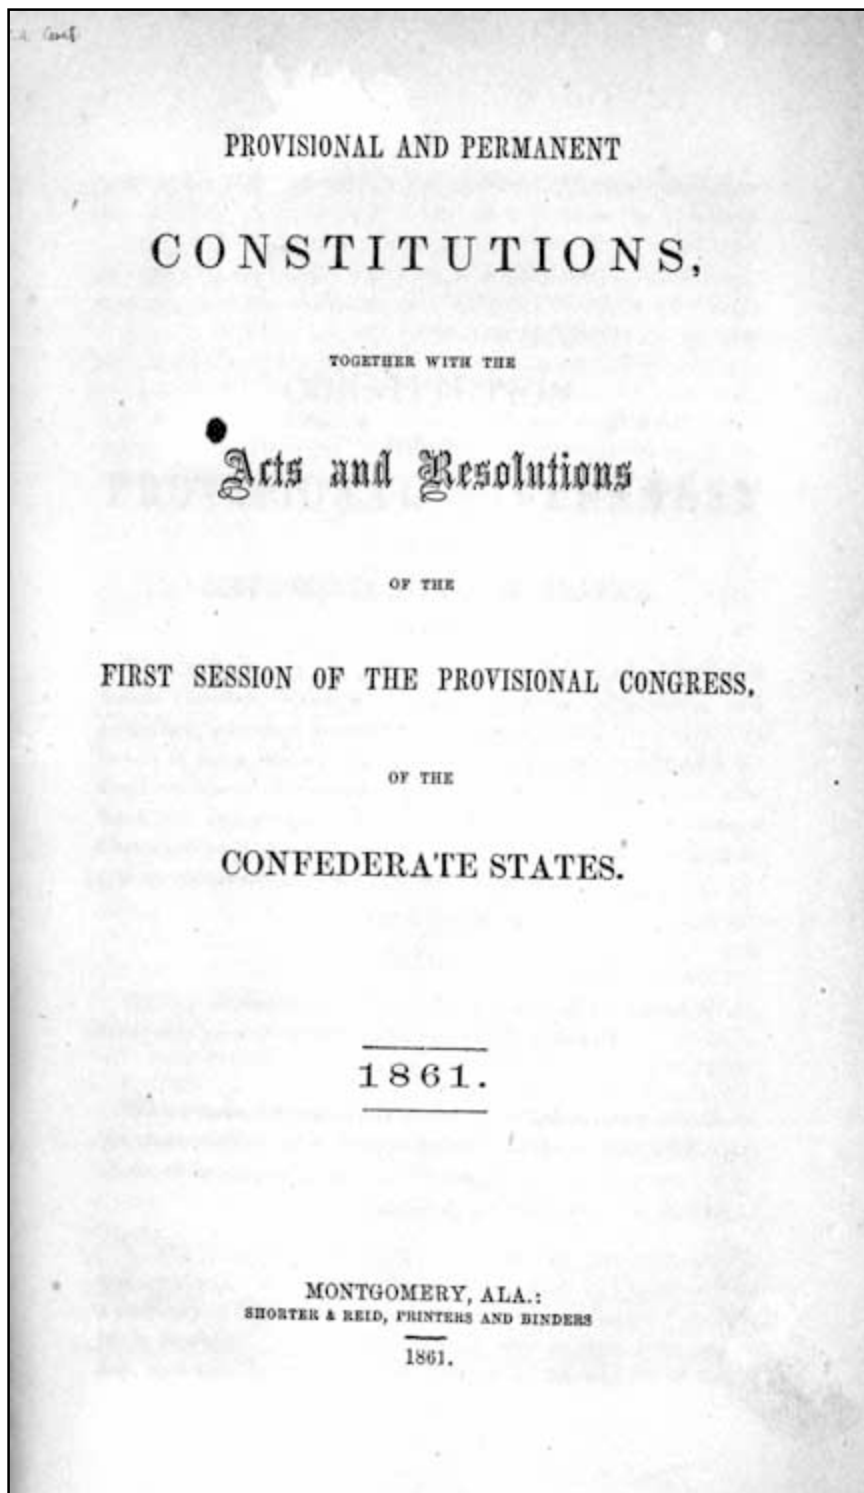 PROVISIONAL AND PERMANENT
CONSTITUTIONS,
TOGETHER WITH THE
Acts and Resolutions
OF THE
FIRST SESSION OF THE PROVISIONAL CONGRESS,
OF THE
CONFEDERATE STATES.
1861.
MONTGOMERY, ALA.:
SHORTER & REID, PRINTERS AND BINDERS
1861.